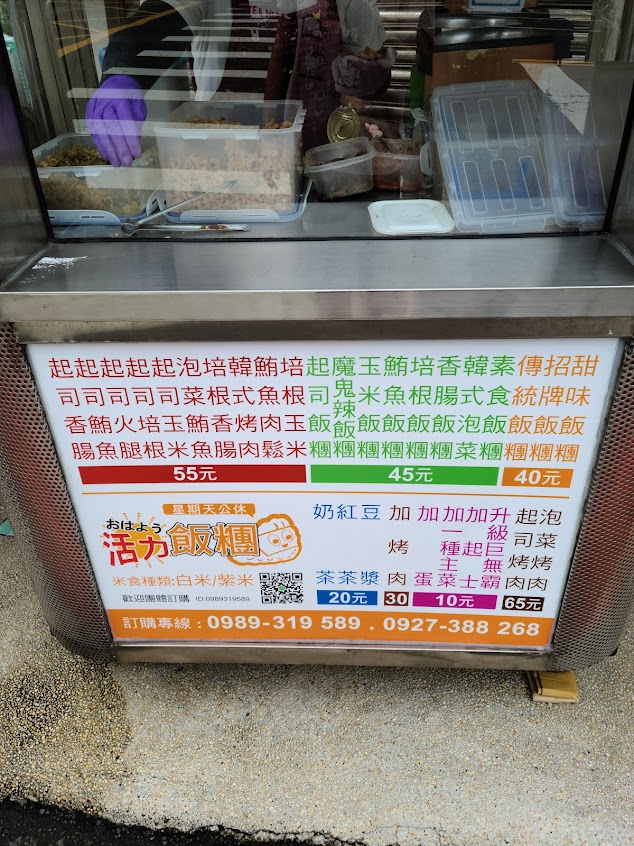 起司香腸
起司鮪魚
起司火腿
起司培根
起司玉米
泡菜鮪魚
培根香腸
韓式烤肉
鮪魚肉鬆
培根玉米
55元
起司飯糰
魔鬼辣飯糰
玉米飯糰
鮪魚飯糰
培根飯糰
香腸飯糰
韓式泡菜
素食飯糰
45元
傳統飯糰
招牌飯糰
甜味飯糰
40元
星期天公休
おはよう
活力飯糰
米食種類:白米/紫米
歡迎團體訂購 ID:0989319589
奶茶
紅茶
豆漿
20元
加烤肉
30
加蛋
加一種主菜
加起士
升級巨無霸
10元
起司烤肉
泡菜烤肉
65元
訂購專線:0989-319 589 . 0927-388 268